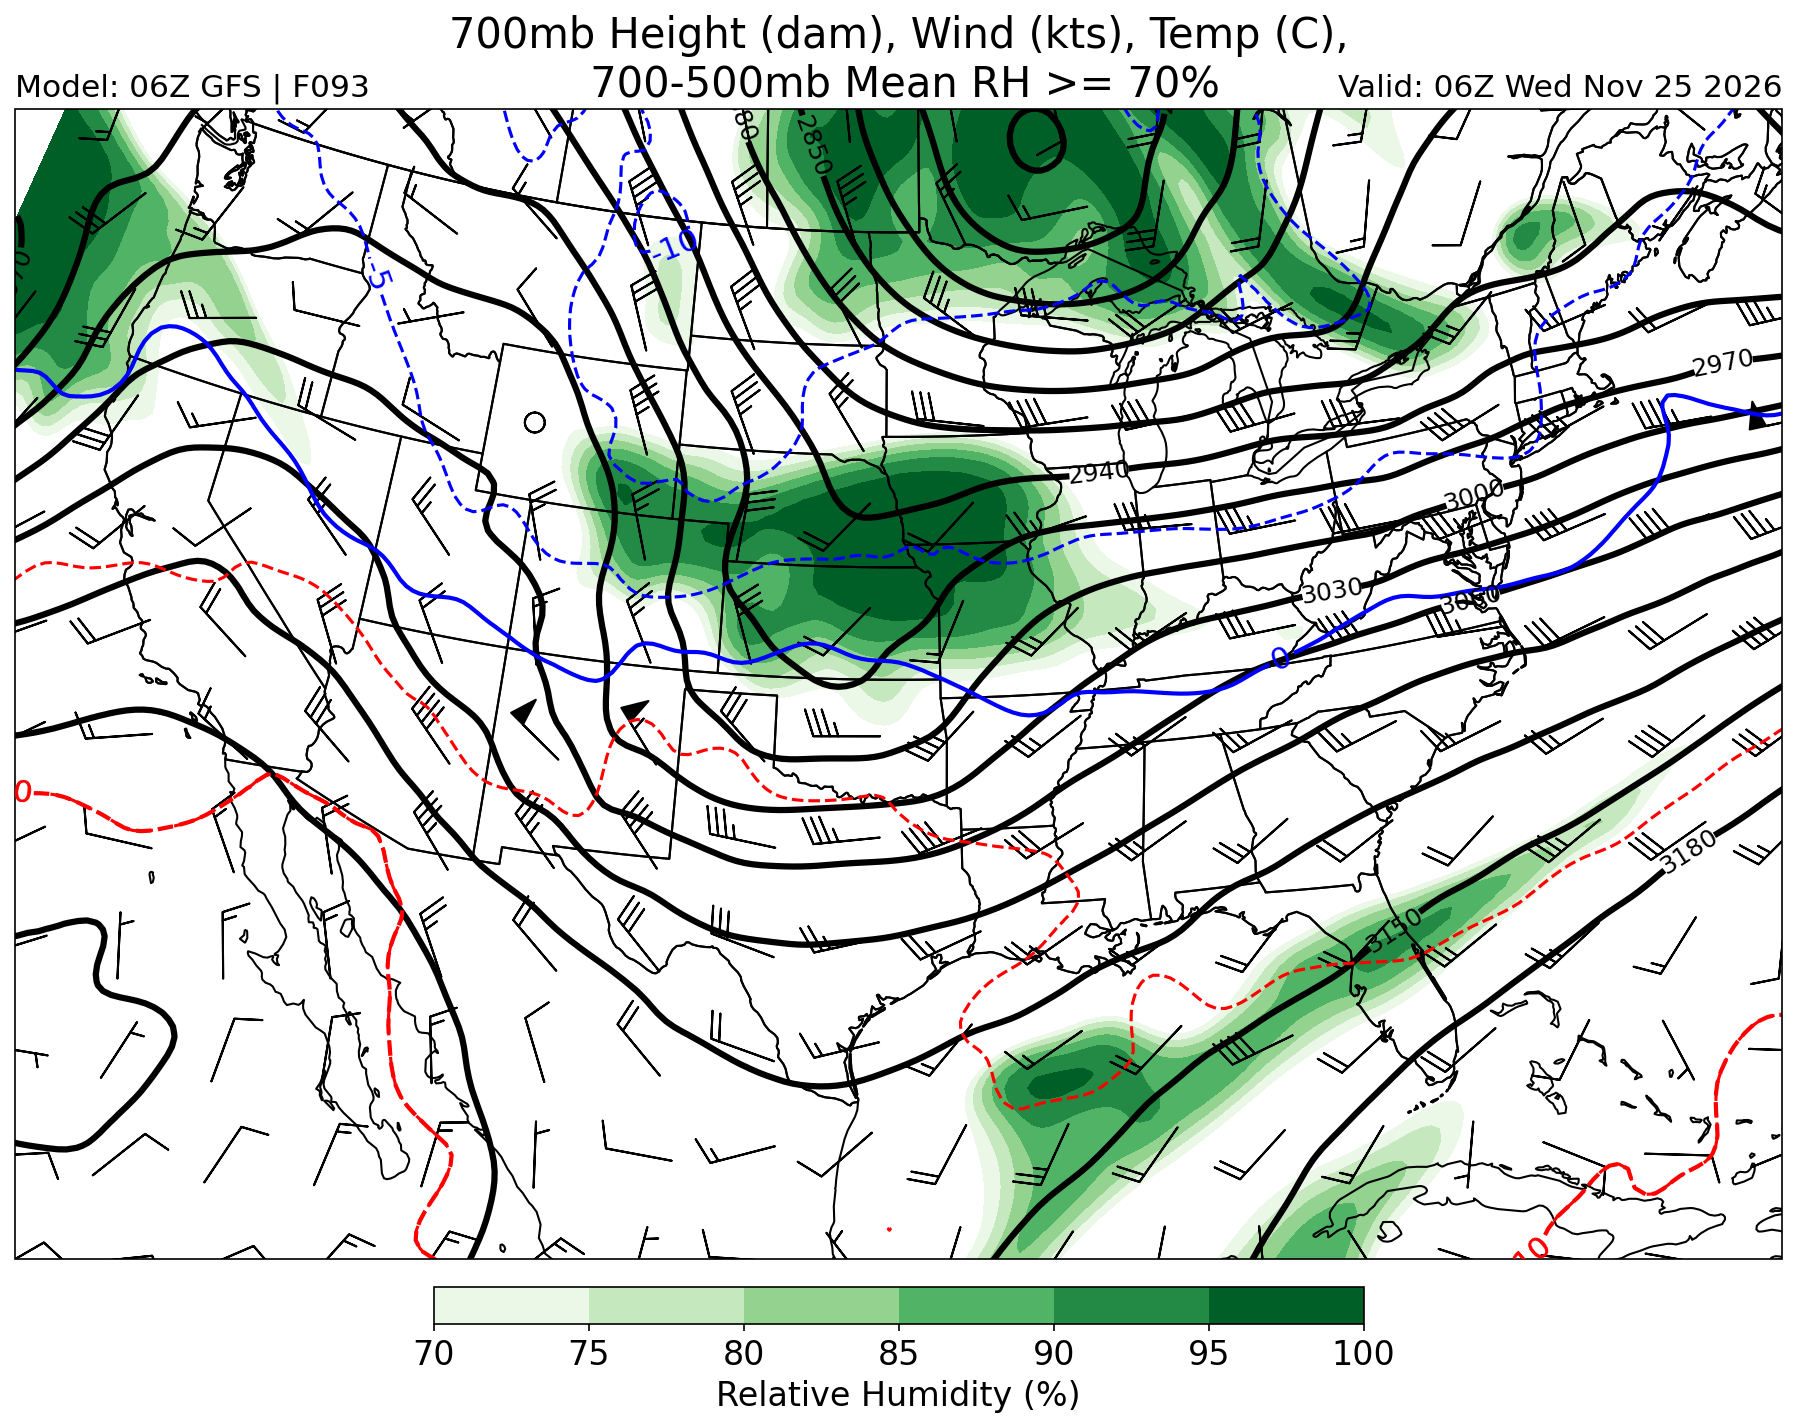 700mb Height (dam), Wind (kts), Temp (C),
700-500mb Mean RH >= 70%
Model: 06Z GFS | F093
Valid: 06Z Wed Nov 25 2026
2850
-10
-5
2970
2940
3000
3030
0
3180
3150
70 75 80 85 90 95 100
Relative Humidity (%)